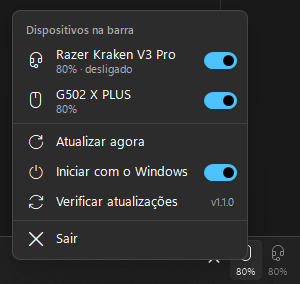 Dispositivos na barra
Razer Kraken V3 Pro
80% · desligado
G502 X PLUS
80%
Atualizar agora
Iniciar com o Windows
Verificar atualizações v1.1.0
Sair
80% 80%